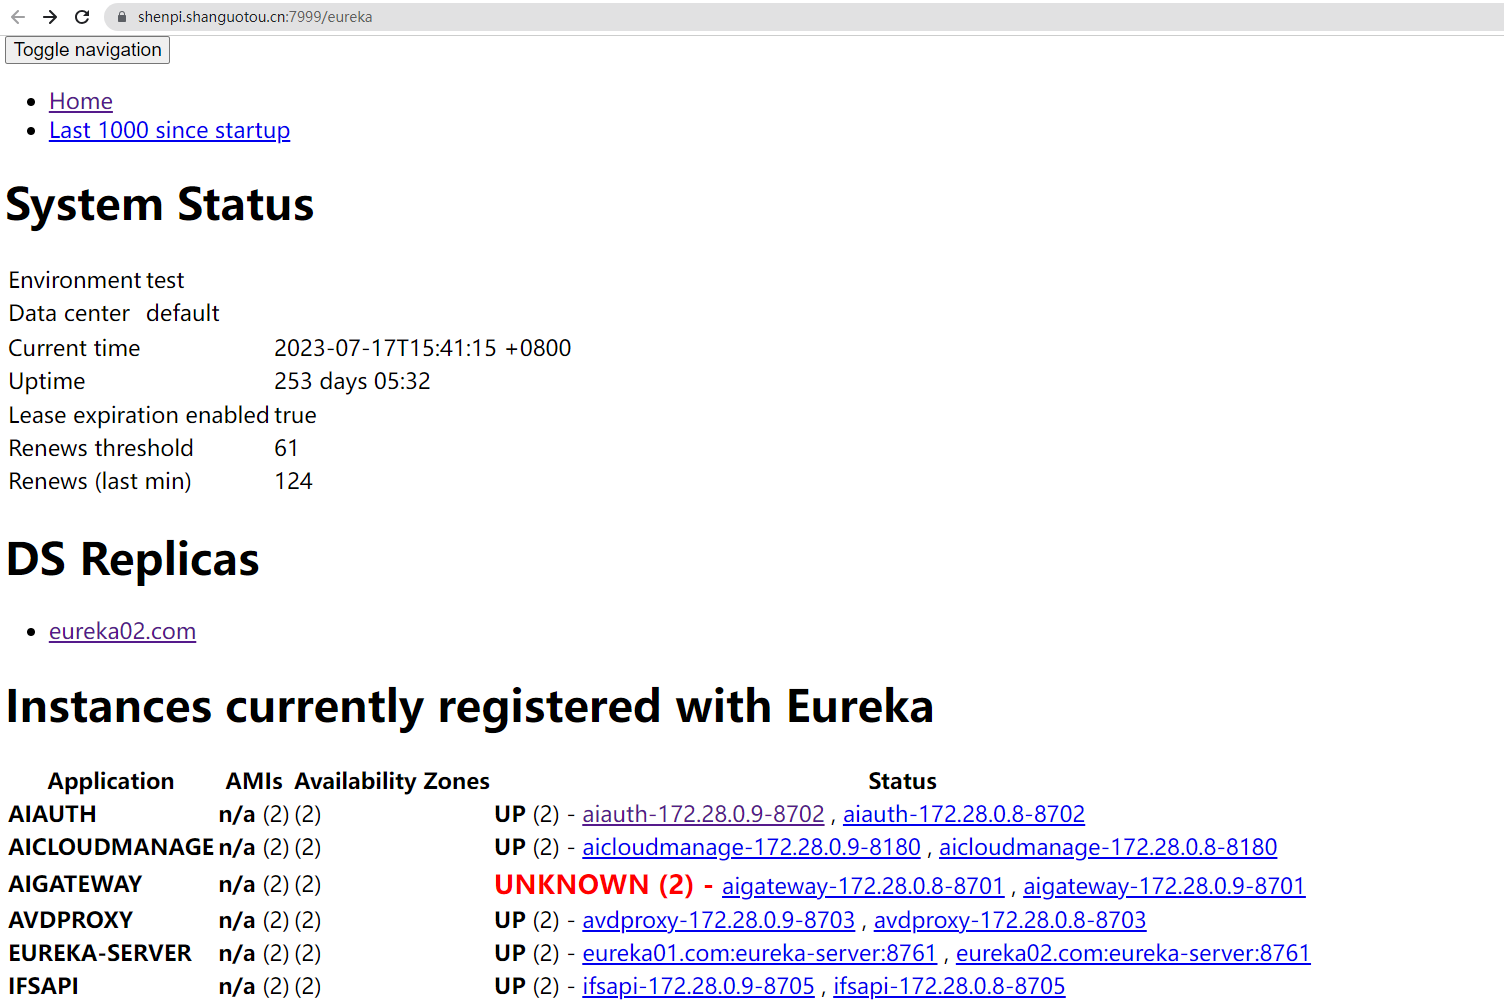 shenpi.shanguotou.cn:7999/eureka
Toggle navigation
Home
Last 1000 since startup
System Status
Environment test
Data center default
Current time 2023-07-17T15:41:15 +0800
Uptime 253 days 05:32
Lease expiration enabled true
Renews threshold 61
Renews (last min) 124
DS Replicas
eureka02.com
Instances currently registered with Eureka
Application AMIs Availability Zones Status
AIAUTH n/a (2) (2) UP (2) - aiauth-172.28.0.9-8702 , aiauth-172.28.0.8-8702
AICLOUDMANAGE n/a (2) (2) UP (2) - aicloudmanage-172.28.0.9-8180 , aicloudmanage-172.28.0.8-8180
AIGATEWAY n/a (2) (2) UNKNOWN (2) - aigateway-172.28.0.8-8701 , aigateway-172.28.0.9-8701
AVDPROXY n/a (2) (2) UP (2) - avdproxy-172.28.0.9-8703 , avdproxy-172.28.0.8-8703
EUREKA-SERVER n/a (2) (2) UP (2) - eureka01.com:eureka-server:8761 , eureka02.com:eureka-server:8761
IFSAPI n/a (2) (2) UP (2) - ifsapi-172.28.0.9-8705 , ifsapi-172.28.0.8-8705